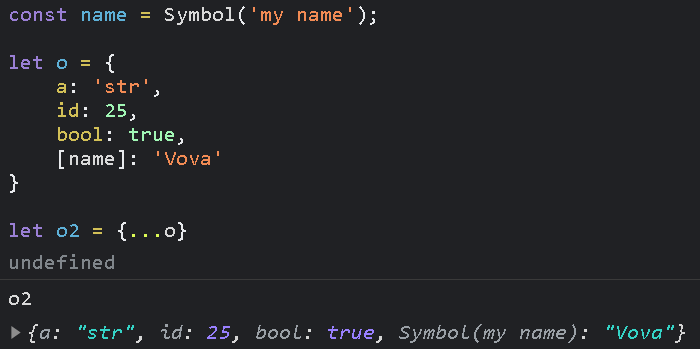 const name = Symbol('my name');
let o = {
a: 'str',
id: 25,
bool: true,
[name]: 'Vova'
}
let o2 = {...o}
undefined
o2
{a: "str", id: 25, bool: true, Symbol(my name): "Vova"}